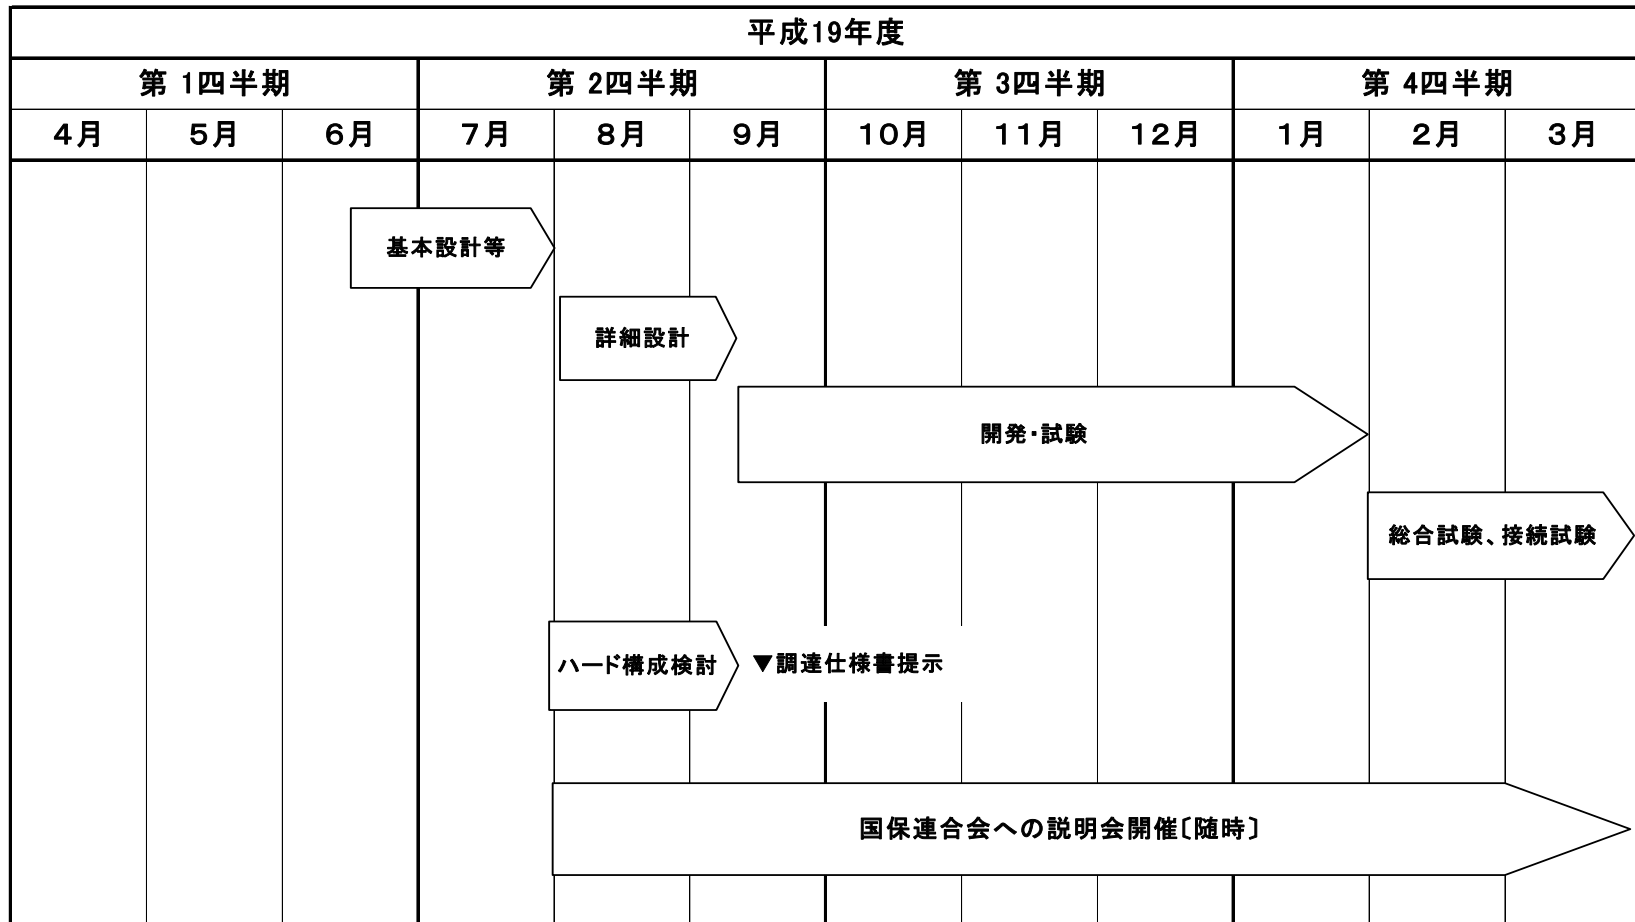 平成19年度
第 1四半期 第 2四半期 第 3四半期 第 4四半期
4月 5月 6月 7月 8月 9月 10月 11月 12月 1月 2月 3月
基本設計等
詳細設計
開発・試験
総合試験、接続試験
ハード構成検討 ▼調達仕様書提示
国保連合会への説明会開催〔随時〕